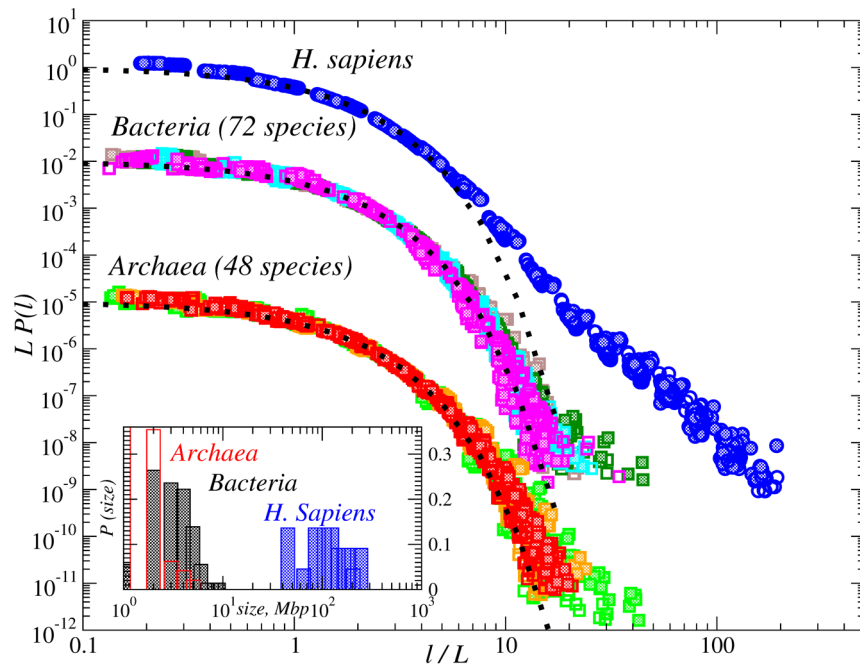 10^1
10^0
10^-1
10^-2
10^-3
10^-4
10^-5
10^-6
10^-7
10^-8
10^-9
10^-10
10^-11
10^-12
L P(l)
H. sapiens
Bacteria (72 species)
Archaea (48 species)
Archaea
Bacteria
H. Sapiens
P (size)
0.3
0.2
0.1
0
10^0
10^1
size, Mbp
10^2
10^3
0.1
1
10
100
l / L